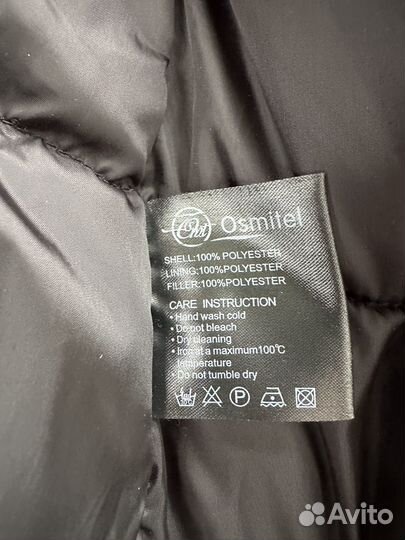 Osmitel
SHELL:100% POLYESTER
LINING:100%POLYESTER
FILLER:100%POLYESTER
CARE INSTRUCTION
• Hand wash cold
• Do not bleach
• Dry cleaning
• Iron at a maximum100℃
temperature
• Do not tumble dry
P
Avito